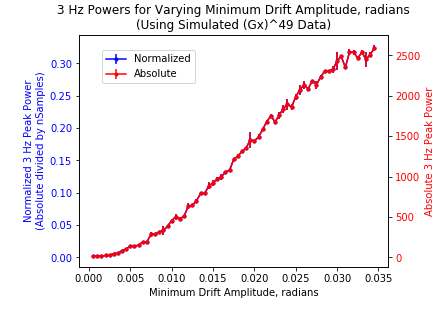 3 Hz Powers for Varying Minimum Drift Amplitude, radians
(Using Simulated (Gx)^49 Data)
Normalized
Absolute
Normalized 3 Hz Peak Power
(Absolute divided by nSamples)
0.30
0.25
0.20
0.15
0.10
0.05
0.00
2500
2000
1500
1000
500
0
Absolute 3 Hz Peak Power
0.000
0.005
0.010
0.015
0.020
0.025
0.030
0.035
Minimum Drift Amplitude, radians